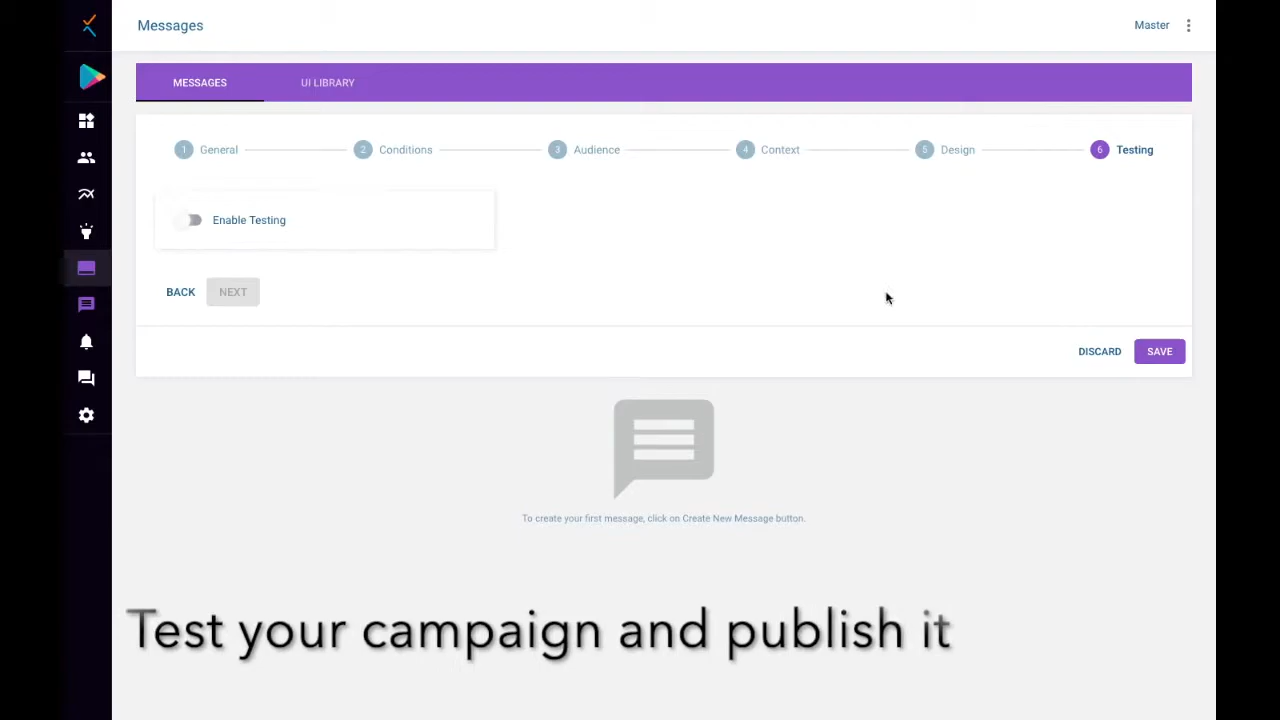 Messages
Master
MESSAGES
UI LIBRARY
1 General
2 Conditions
3 Audience
4 Context
5 Design
6 Testing
Enable Testing
BACK
NEXT
DISCARD
SAVE
To create your first message, click on Create New Message button.
Test your campaign and publish it